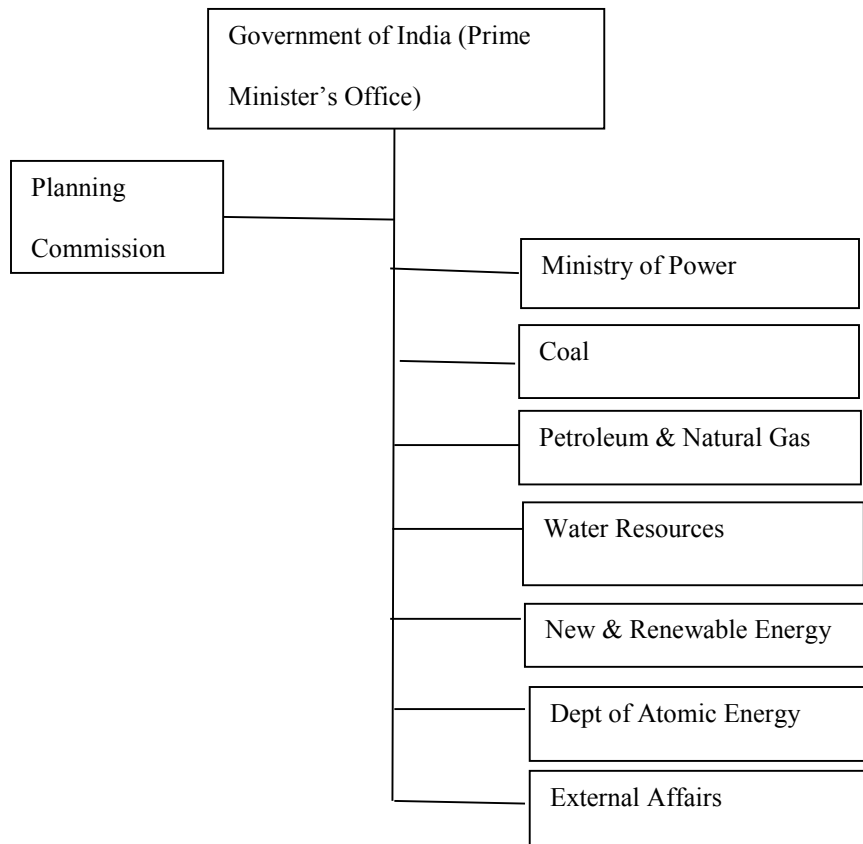 Government of India (Prime
Minister’s Office)
Planning
Commission
Ministry of Power
Coal
Petroleum & Natural Gas
Water Resources
New & Renewable Energy
Dept of Atomic Energy
External Affairs